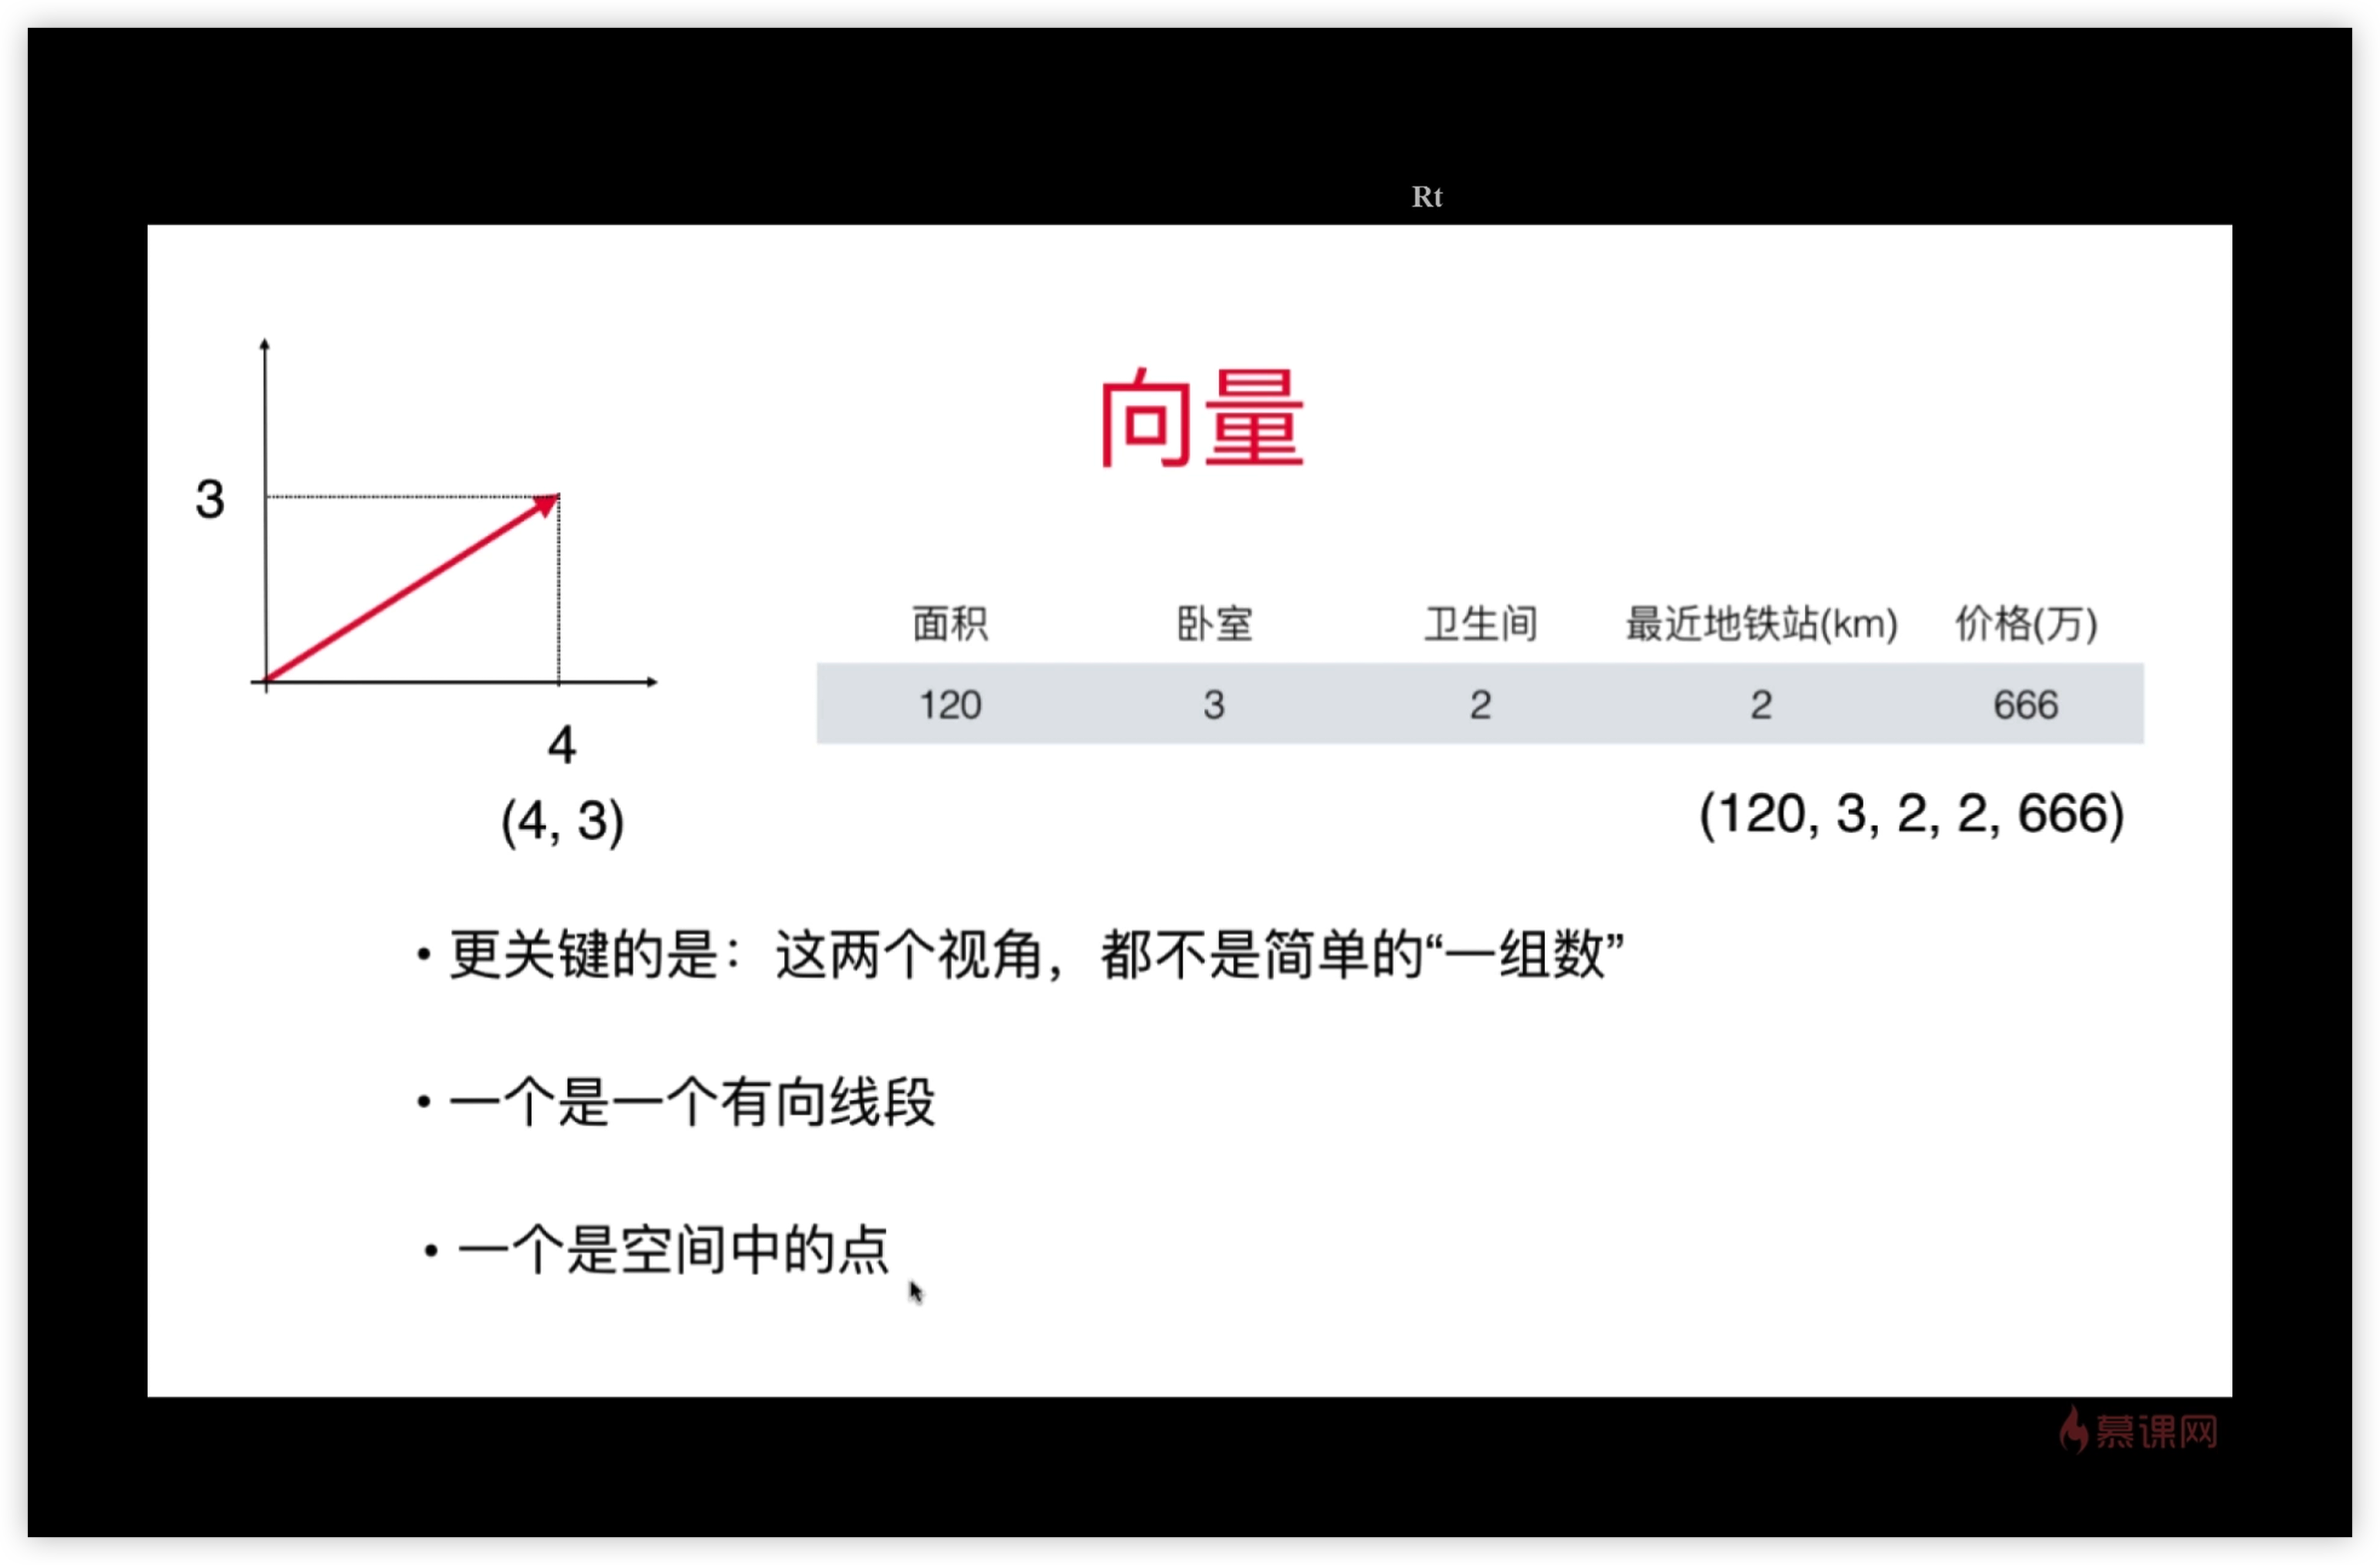 Rt
向量
3
4
(4, 3)
面积 卧室 卫生间 最近地铁站(km) 价格(万)
120 3 2 2 666
(120, 3, 2, 2, 666)
• 更关键的是：这两个视角，都不是简单的“一组数”
• 一个是一个有向线段
• 一个是空间中的点
慕课网